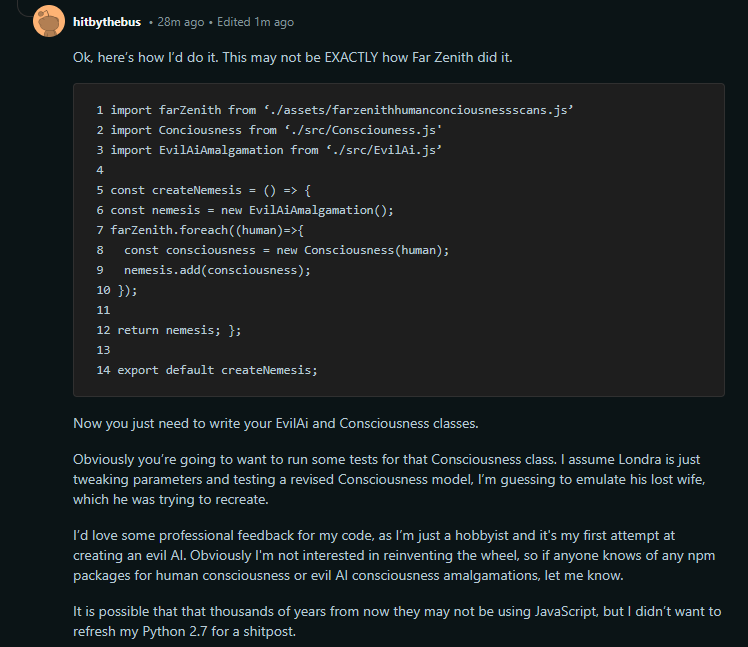 hitbythebus • 28m ago • Edited 1m ago
Ok, here's how I'd do it. This may not be EXACTLY how Far Zenith did it.
1 import farZenith from ‘./assets/farzenithhumanconciousnessscans.js’
2 import Conciousness from ‘./src/Consciouness.js'
3 import EvilAiAmalgamation from ‘./src/EvilAi.js’
4
5 const createNemesis = () => {
6 const nemesis = new EvilAiAmalgamation();
7 farZenith.foreach((human)=>{
8   const consciousness = new Consciousness(human);
9   nemesis.add(consciousness);
10 });
11
12 return nemesis; };
13
14 export default createNemesis;
Now you just need to write your EvilAi and Consciousness classes.
Obviously you're going to want to run some tests for that Consciousness class. I assume Londra is just
tweaking parameters and testing a revised Consciousness model, I'm guessing to emulate his lost wife,
which he was trying to recreate.
I'd love some professional feedback for my code, as I'm just a hobbyist and it's my first attempt at
creating an evil AI. Obviously I'm not interested in reinventing the wheel, so if anyone knows of any npm
packages for human consciousness or evil AI consciousness amalgamations, let me know.
It is possible that that thousands of years from now they may not be using JavaScript, but I didn't want to
refresh my Python 2.7 for a shitpost.